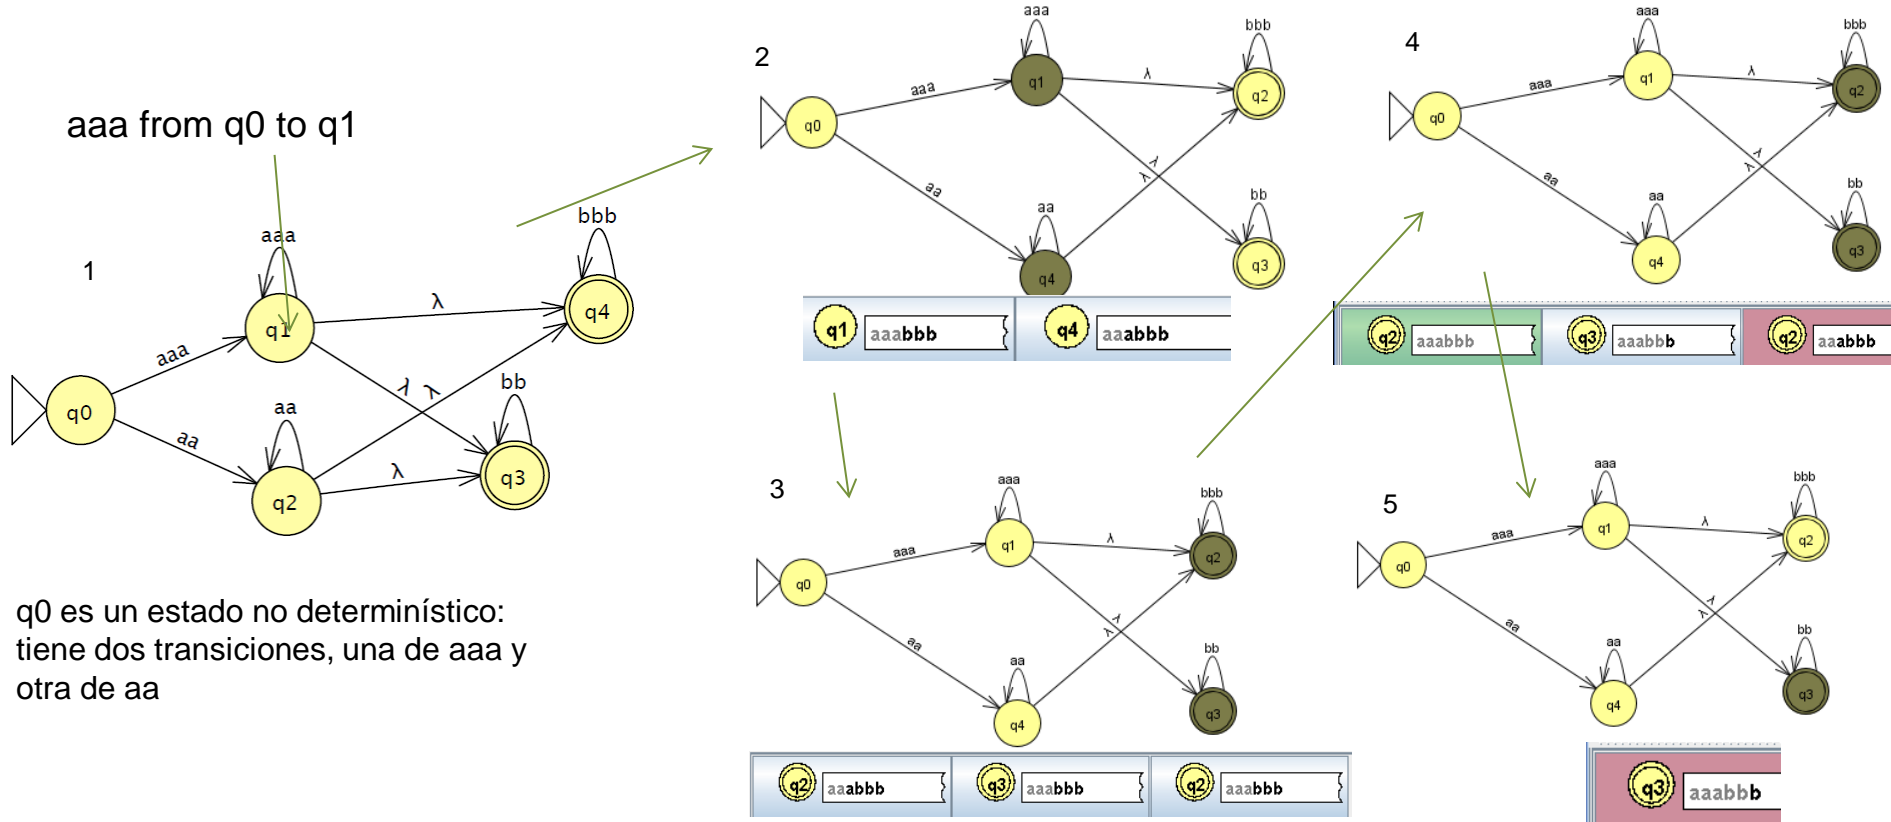 aaa from q0 to q1
1
aaa
bbb
q1
λ
q4
aaa
q0
λ
λ
aa
aa
bb
q2
λ
q3
q0 es un estado no determinístico:
tiene dos transiciones, una de aaa y
otra de aa
2
aaa
bbb
q1
λ
q2
aaa
q0
aa
λ
λ
aa
bb
q4
q3
q1 aaabbb
q4 aaabbb
3
aaa
bbb
q1
λ
q2
aaa
q0
aa
λ
λ
aa
bb
q4
q3
q2 aaabbb
q3 aaabbb
q2 aaabbb
4
aaa
bbb
q1
λ
q2
aaa
q0
aa
λ
λ
aa
bb
q4
q3
q2 aaabbb
q3 aaabbb
q2 aaabbb
5
aaa
bbb
q1
λ
q2
aaa
q0
aa
λ
λ
aa
bb
q4
q3
q3 aaabbb